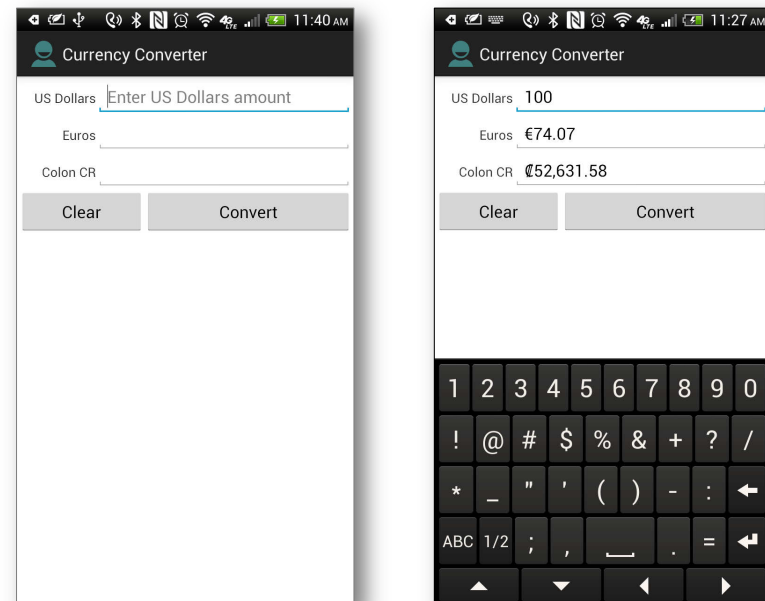 11:40 AM
Currency Converter
US Dollars Enter US Dollars amount
Euros
Colon CR
Clear Convert
4G LTE 11:27 AM
Currency Converter
US Dollars 100
Euros €74.07
Colon CR ₡52,631.58
Clear Convert
1 2 3 4 5 6 7 8 9 0
! @ # $ % & + ? /
* _ " ' ( ) - :
ABC 1/2 ; , . =